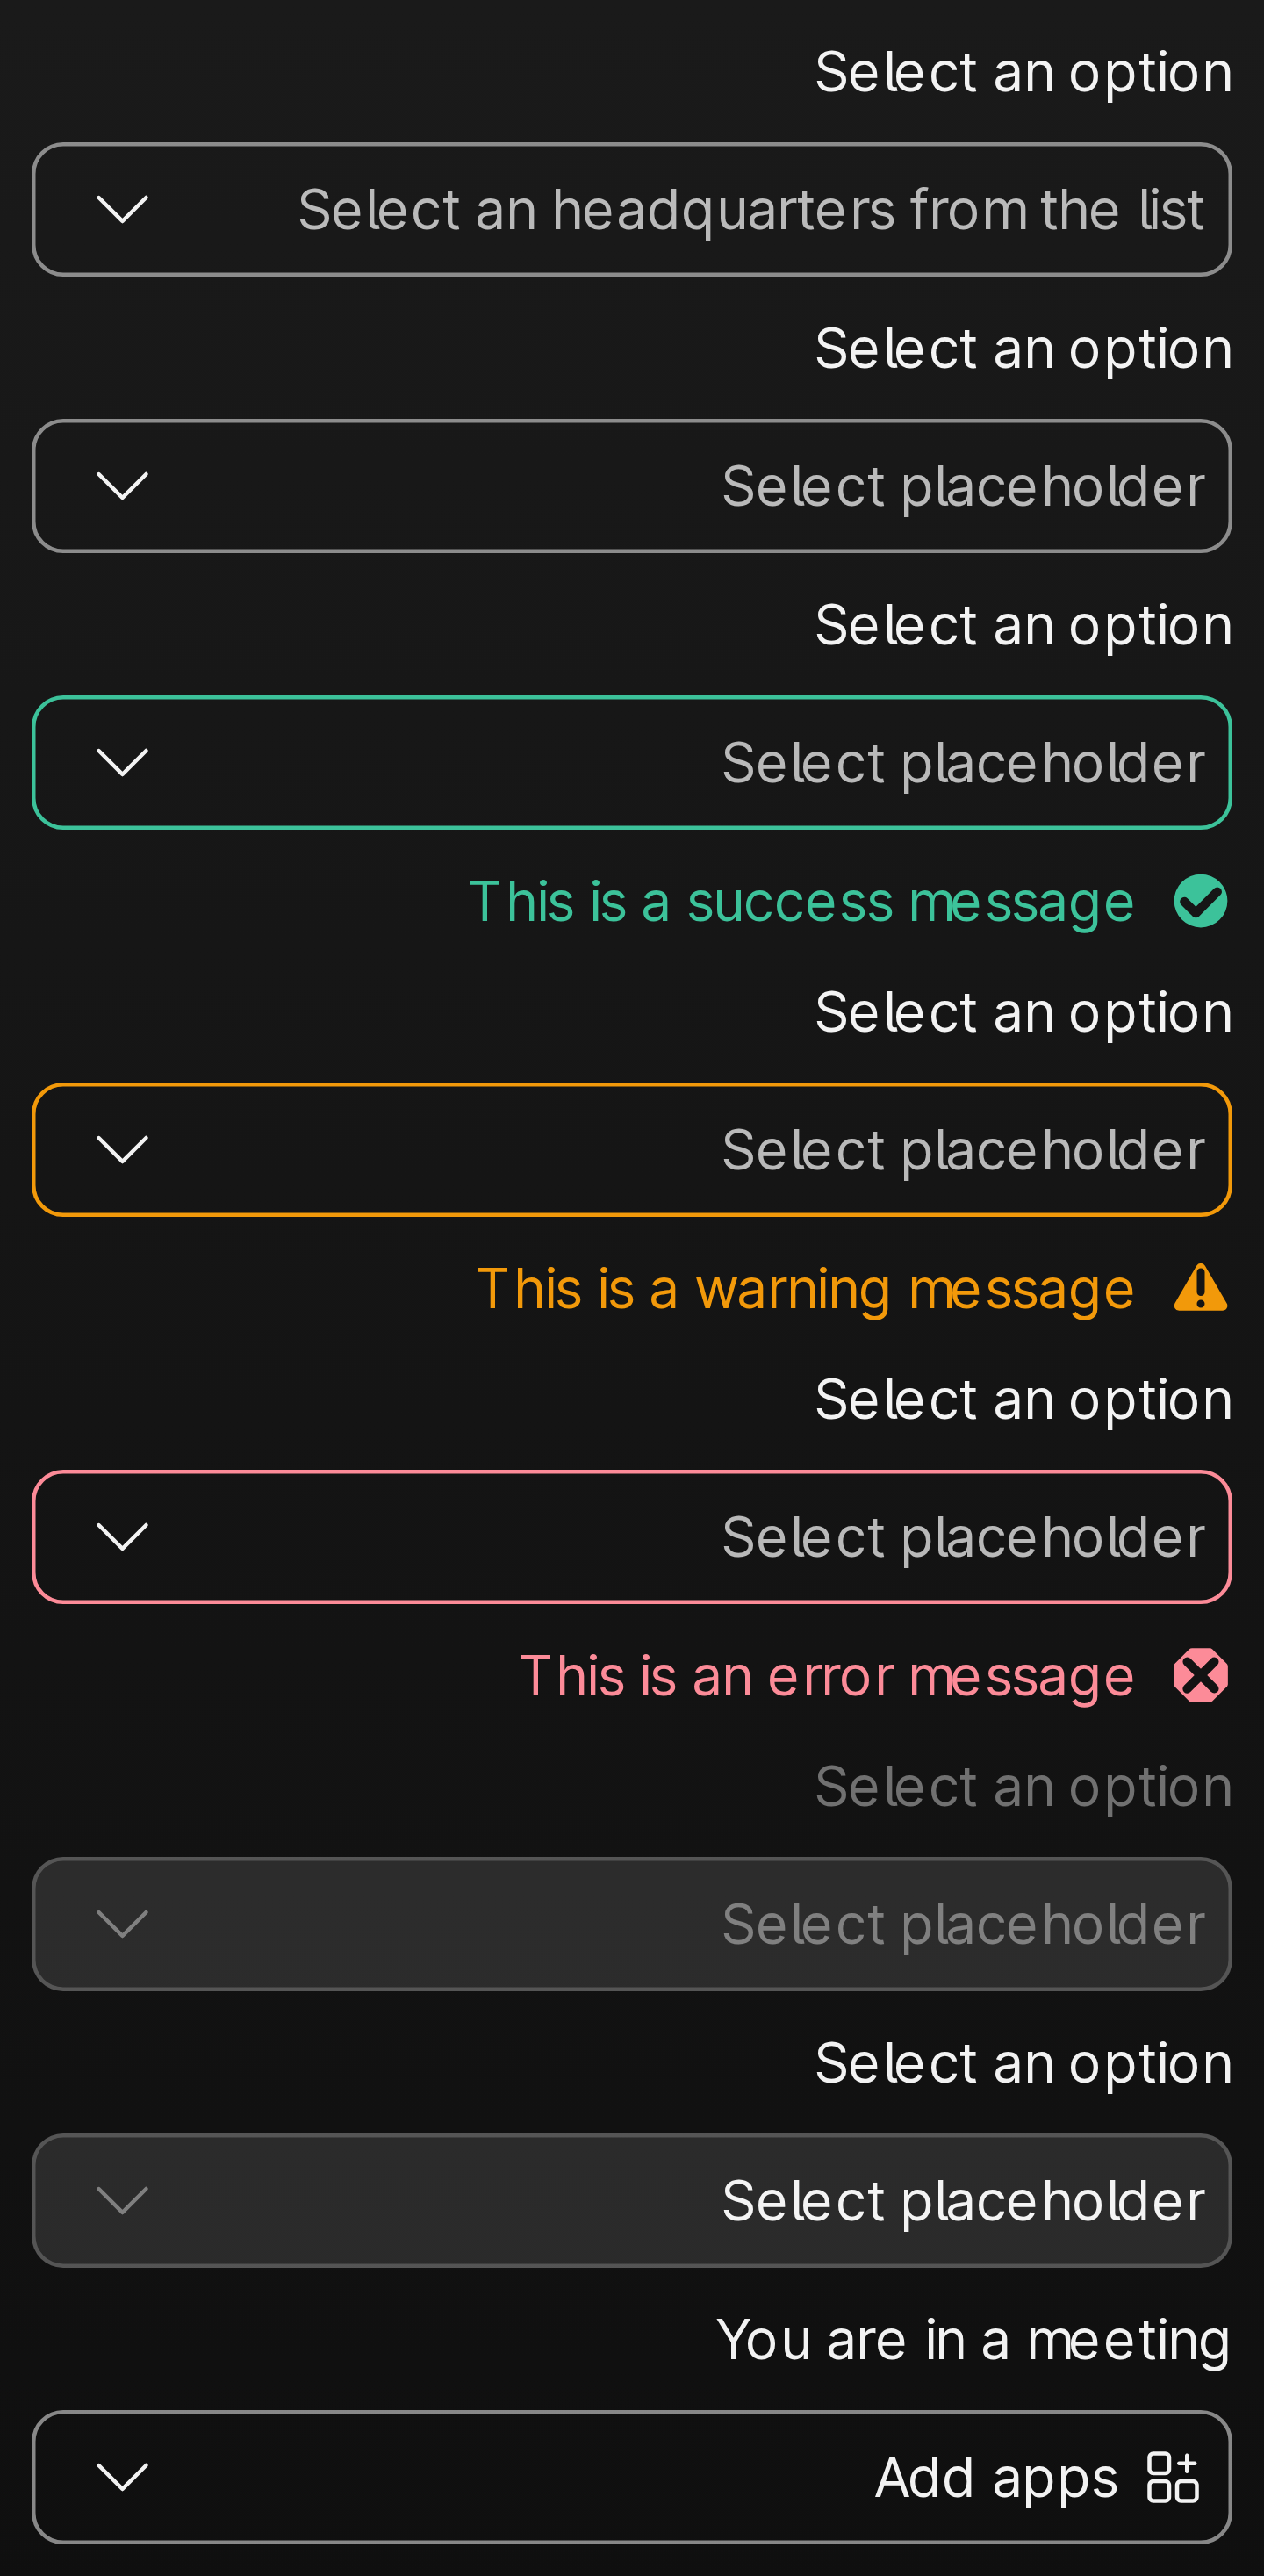 Select an option
Select an headquarters from the list
Select an option
Select placeholder
Select an option
Select placeholder
This is a success message
Select an option
Select placeholder
This is a warning message
Select an option
Select placeholder
This is an error message
Select an option
Select placeholder
Select an option
Select placeholder
You are in a meeting
Add apps